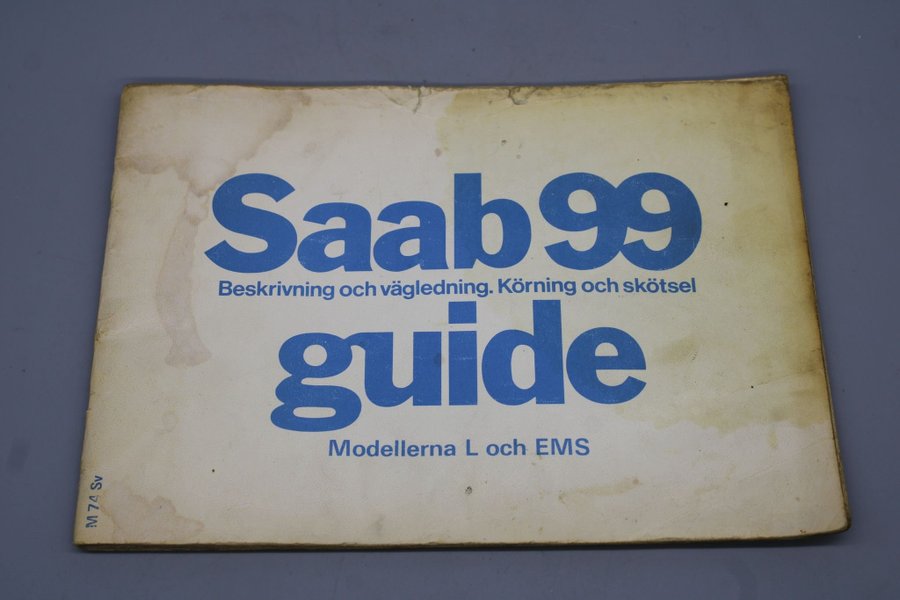 Saab 99
Beskrivning och vägledning. Körning och skötsel
guide
Modellerna L och EMS
M 74 Sv